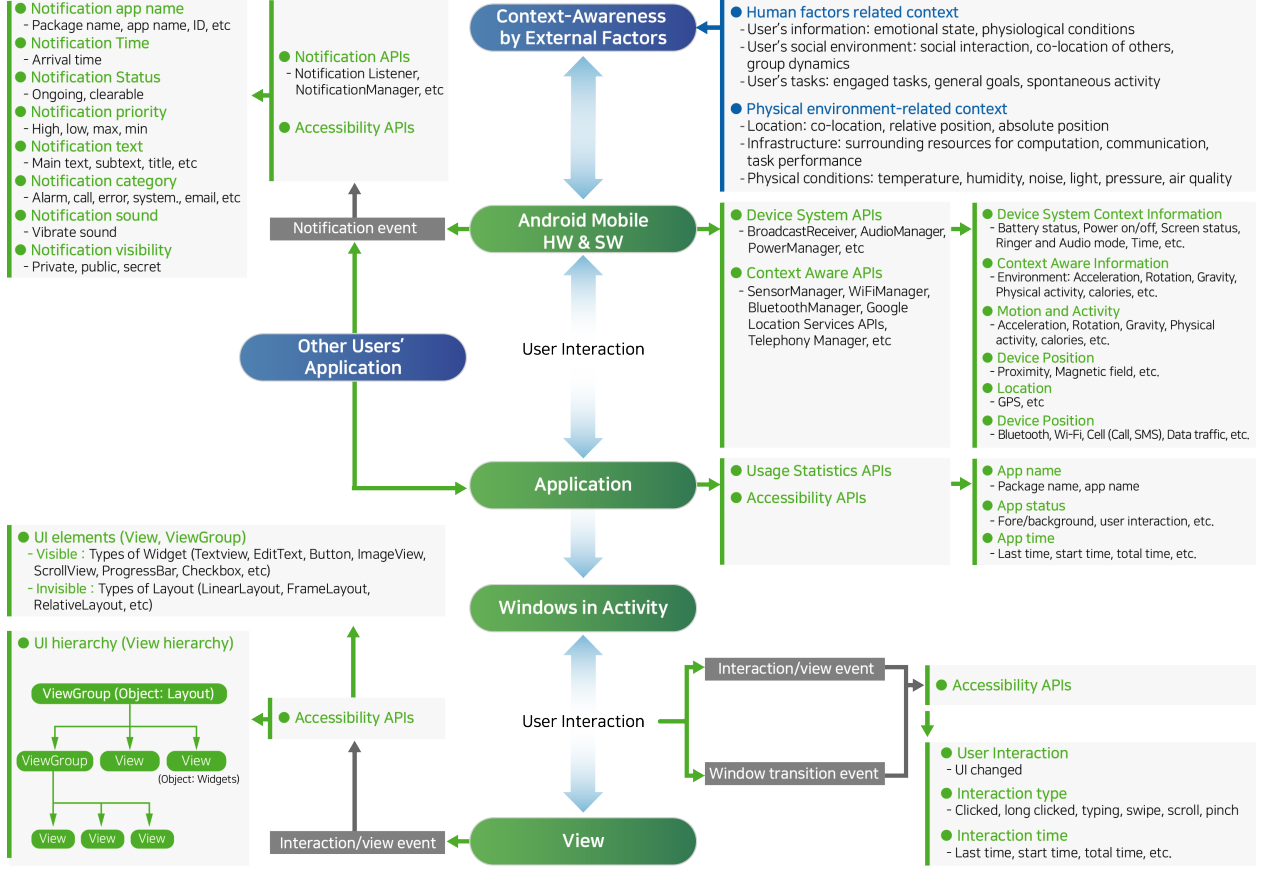 Notification app name
- Package name, app name, ID, etc
Notification Time
- Arrival time
Notification Status
- Ongoing, clearable
Notification priority
- High, low, max, min
Notification text
- Main text, subtext, title, etc
Notification category
- Alarm, call, error, system., email, etc
Notification sound
- Vibrate sound
Notification visibility
- Private, public, secret
Notification APIs
- Notification Listener,
NotificationManager, etc
Accessibility APIs
Notification event
Context-Awareness
by External Factors
Human factors related context
- User's information: emotional state, physiological conditions
- User's social environment: social interaction, co-location of others,
group dynamics
- User's tasks: engaged tasks, general goals, spontaneous activity
Physical environment-related context
- Location: co-location, relative position, absolute position
- Infrastructure: surrounding resources for computation, communication,
task performance
- Physical conditions: temperature, humidity, noise, light, pressure, air quality
Android Mobile
HW & SW
Device System APIs
- BroadcastReceiver, AudioManager,
PowerManager, etc
Context Aware APIs
- SensorManager, WiFiManager,
BluetoothManager, Google
Location Services APIs,
Telephony Manager, etc
Device System Context Information
- Battery status, Power on/off, Screen status,
Ringer and Audio mode, Time, etc.
Context Aware Information
- Environment: Acceleration, Rotation, Gravity,
Physical activity, calories, etc.
Motion and Activity
- Acceleration, Rotation, Gravity, Physical
activity, calories, etc.
Device Position
- Proximity, Magnetic field, etc.
Location
- GPS, etc
Device Position
- Bluetooth, Wi-Fi, Cell (Call, SMS), Data traffic, etc.
Other Users'
Application
User Interaction
Application
Usage Statistics APIs
Accessibility APIs
App name
- Package name, app name
App status
- Fore/background, user interaction, etc.
App time
- Last time, start time, total time, etc.
UI elements (View, ViewGroup)
- Visible : Types of Widget (Textview, EditText, Button, ImageView,
ScrollView, ProgressBar, Checkbox, etc)
- Invisible : Types of Layout (LinearLayout, FrameLayout,
RelativeLayout, etc)
Windows in Activity
UI hierarchy (View hierarchy)
ViewGroup (Object: Layout)
ViewGroup
View
View
(Object: Widgets)
View
View
View
Accessibility APIs
Interaction/view event
User Interaction
View
Interaction/view event
Window transition event
Accessibility APIs
User Interaction
- UI changed
Interaction type
- Clicked, long clicked, typing, swipe, scroll, pinch
Interaction time
- Last time, start time, total time, etc.